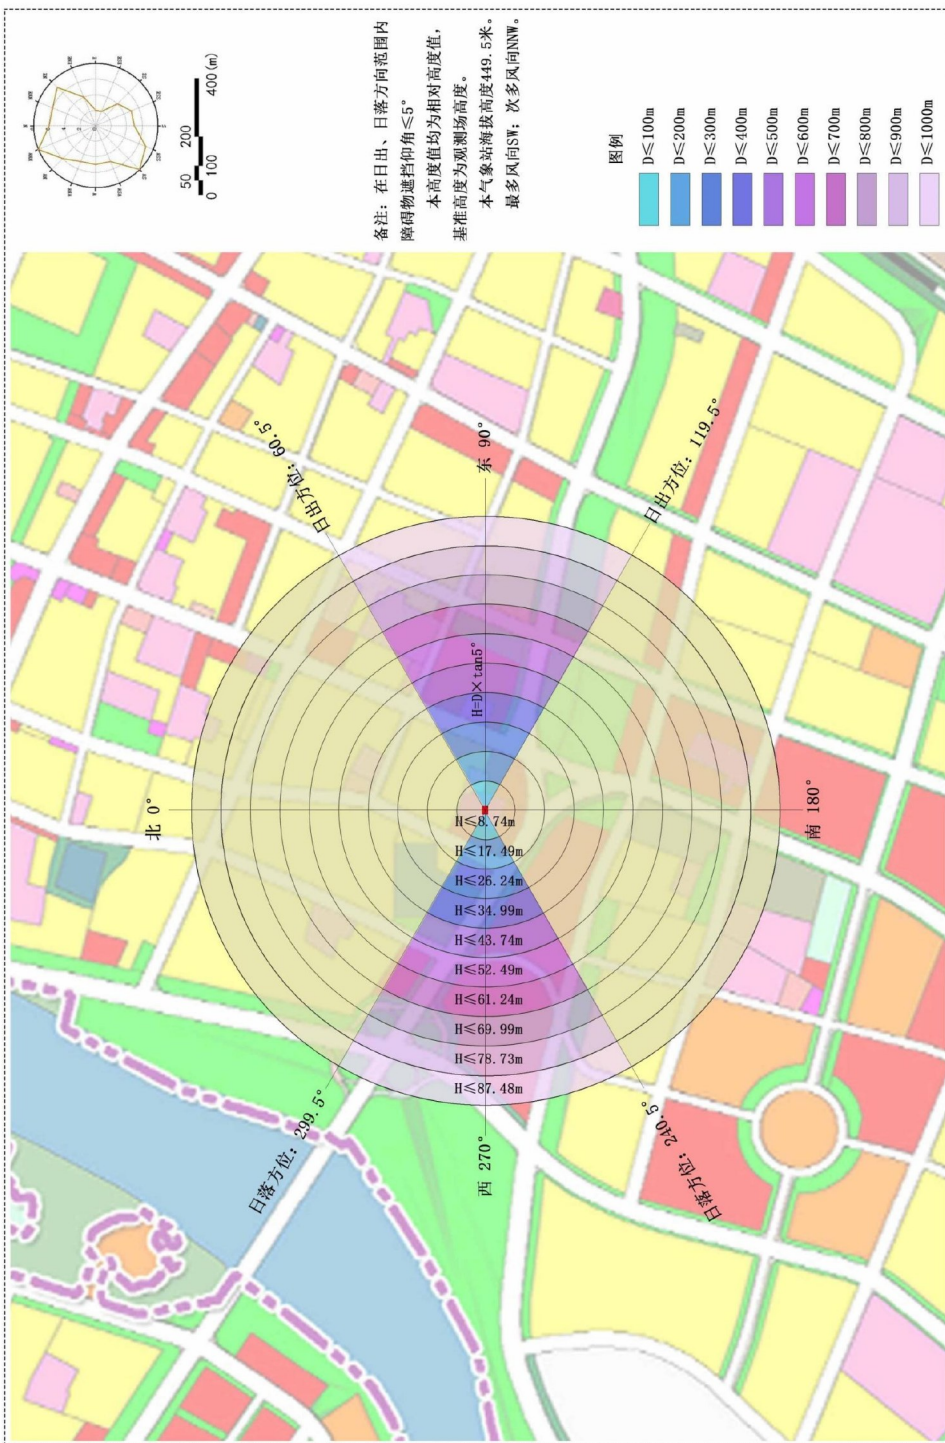 0
50
100
200
400(m)
备注：在日出、日落方向范围内
障碍物遮挡仰角≤5°
本高度值均为相对高度值，
基准高度为观测场高度。
本气象站海拔高度449.5米。
最多风向SW；次多风向NNW。
图例
D≤100m
D≤200m
D≤300m
D≤400m
D≤500m
D≤600m
D≤700m
D≤800m
D≤900m
D≤1000m
北 0°
日出方位：60.5°
东 90°
日出方位：119.5°
南 180°
日落方位：240.5°
西 270°
日落方位：299.5°
H=D×tan5°
H≤8.74m
H≤17.49m
H≤26.24m
H≤34.99m
H≤43.74m
H≤52.49m
H≤61.24m
H≤69.99m
H≤78.73m
H≤87.48m